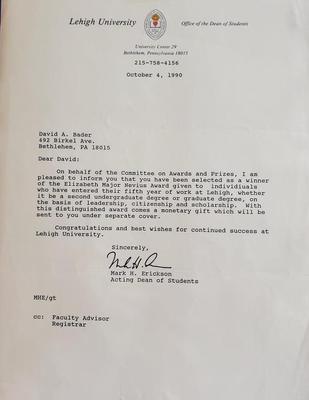 Lehigh University
Office of the Dean of Students
University Center 29
Bethlehem, Pennsylvania 18015
215-758-4156
October 4, 1990
David A. Bader
492 Birkel Ave.
Bethlehem, PA 18015
Dear David:
On behalf of the Committee on Awards and Prizes, I am
pleased to inform you that you have been selected as a winner
of the Elizabeth Major Nevius Award given to individiuals
who have entered their fifth year of work at Lehigh, whether
it be a second undergraduate degree or graduate degree, on
the basis of leadership, citizenship and scholarship. With
this distinguished award comes a monetary gift which will be
sent to you under separate cover.
Congratulations and best wishes for continued success at
Lehigh University.
Sincerely,
Mark H. Erickson
Acting Dean of Students
MHE/gt
cc: Faculty Advisor
Registrar